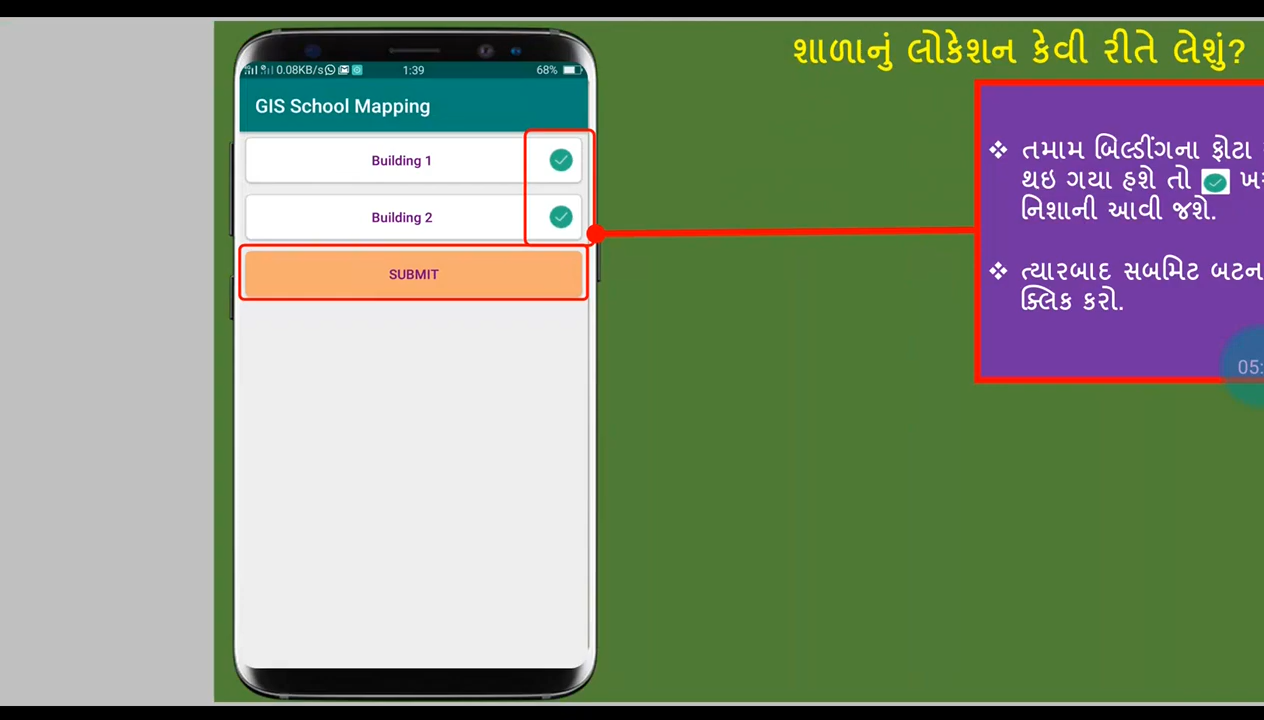 શાળાનું લોકેશન કેવી રીતે લેશું?
0.08KB/s 1:39 68%
GIS School Mapping
Building 1
Building 2
SUBMIT
❖ તમામ બિલ્ડીંગના ફોટા
થઇ ગયા હશે તો
નિશાની આવી જશે.
❖ ત્યારબાદ સબમિટ બટન
ક્લિક કરો.
05: